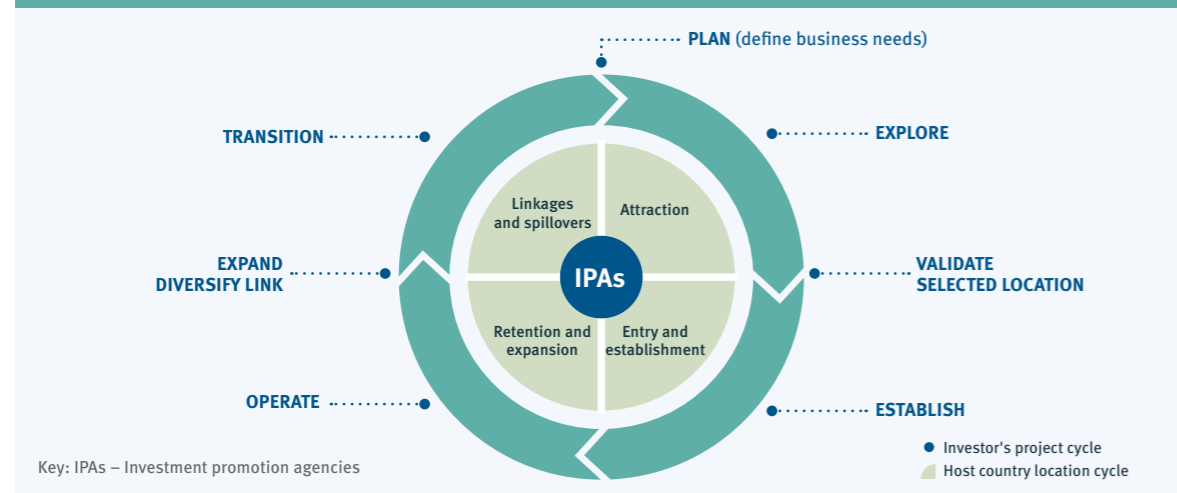 PLAN (define business needs)
TRANSITION
EXPLORE
Linkages
and spillovers
Attraction
EXPAND
DIVERSIFY LINK
IPAs
VALIDATE
SELECTED LOCATION
Retention and
expansion
Entry and
establishment
OPERATE
ESTABLISH
Investor's project cycle
Host country location cycle
Key: IPAs – Investment promotion agencies